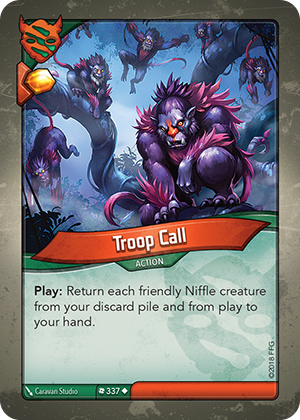 Troop Call
ACTION
Play: Return each friendly Niffle creature
from your discard pile and from play to
your hand.
©2018 FFG
Caravan Studio 337